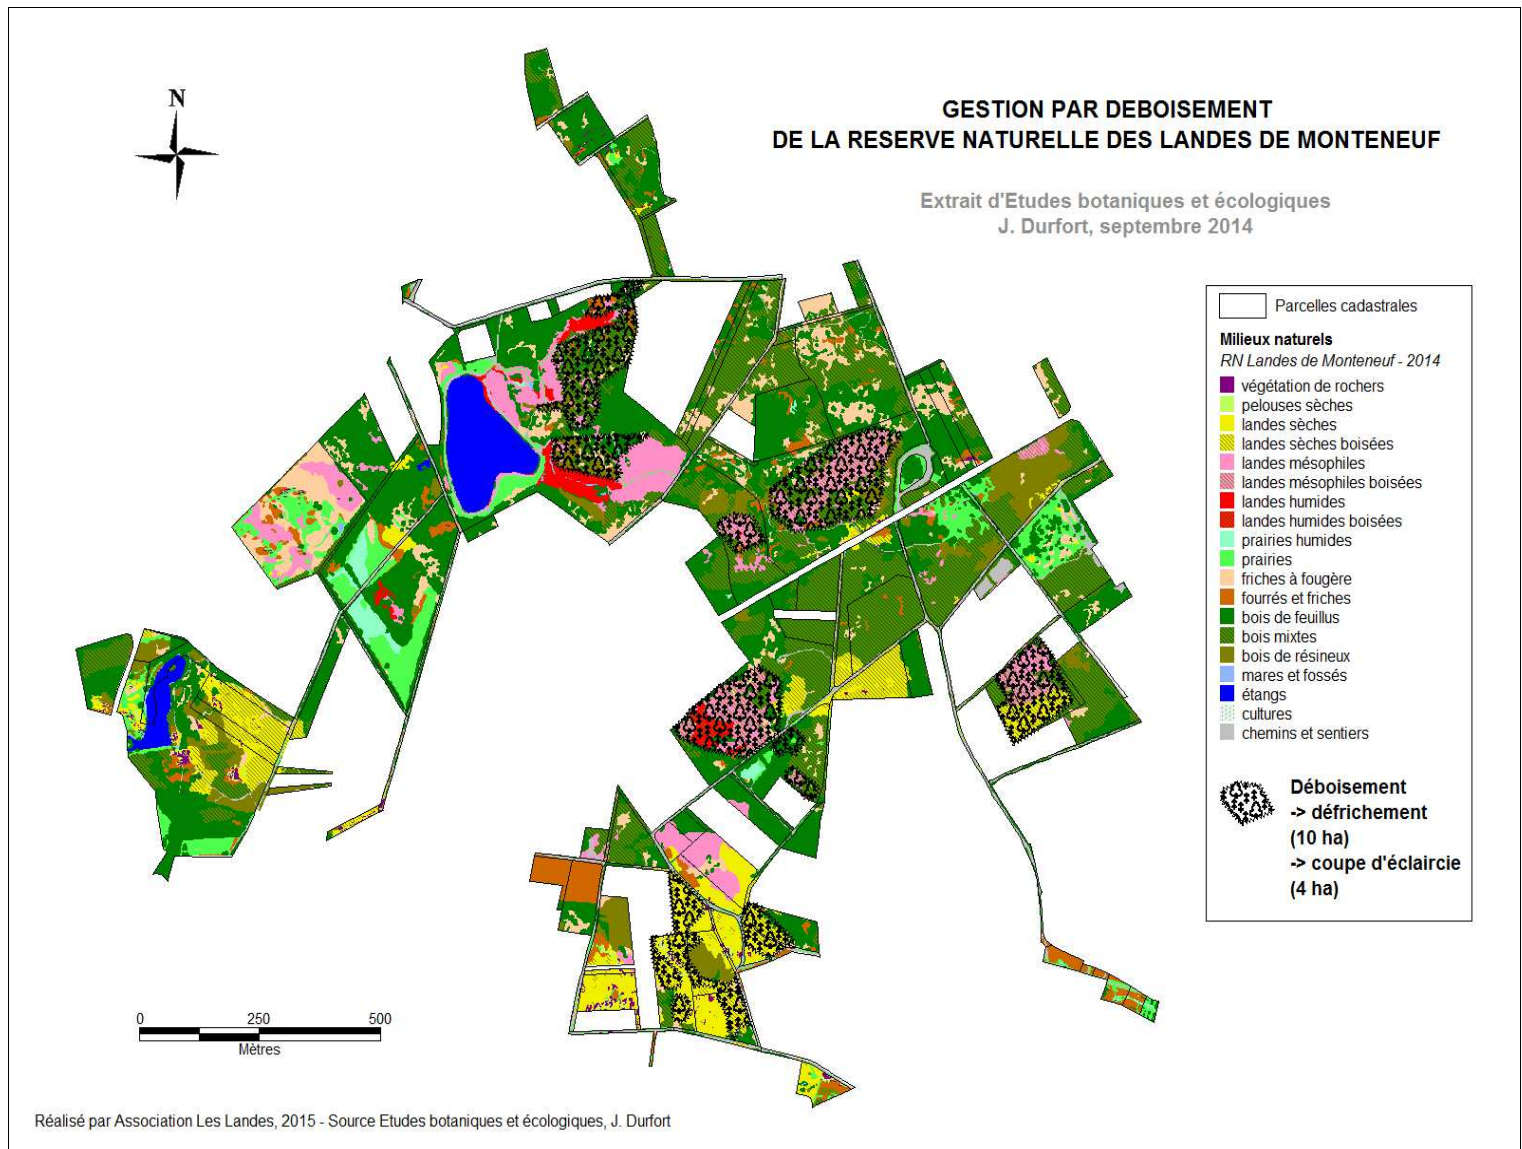 N
GESTION PAR DEBOISEMENT
DE LA RESERVE NATURELLE DES LANDES DE MONTENEUF
Extrait d'Etudes botaniques et écologiques
J. Durfort, septembre 2014
Parcelles cadastrales
Milieux naturels
RN Landes de Monteneuf - 2014
végétation de rochers
pelouses sèches
landes sèches
landes sèches boisées
landes mésophiles
landes mésophiles boisées
landes humides
landes humides boisées
prairies humides
prairies
friches à fougère
fourrés et friches
bois de feuillus
bois mixtes
bois de résineux
mares et fossés
étangs
cultures
chemins et sentiers
Déboisement
-> défrichement
(10 ha)
-> coupe d'éclaircie
(4 ha)
0 250 500
Mètres
Réalisé par Association Les Landes, 2015 - Source Etudes botaniques et écologiques, J. Durfort